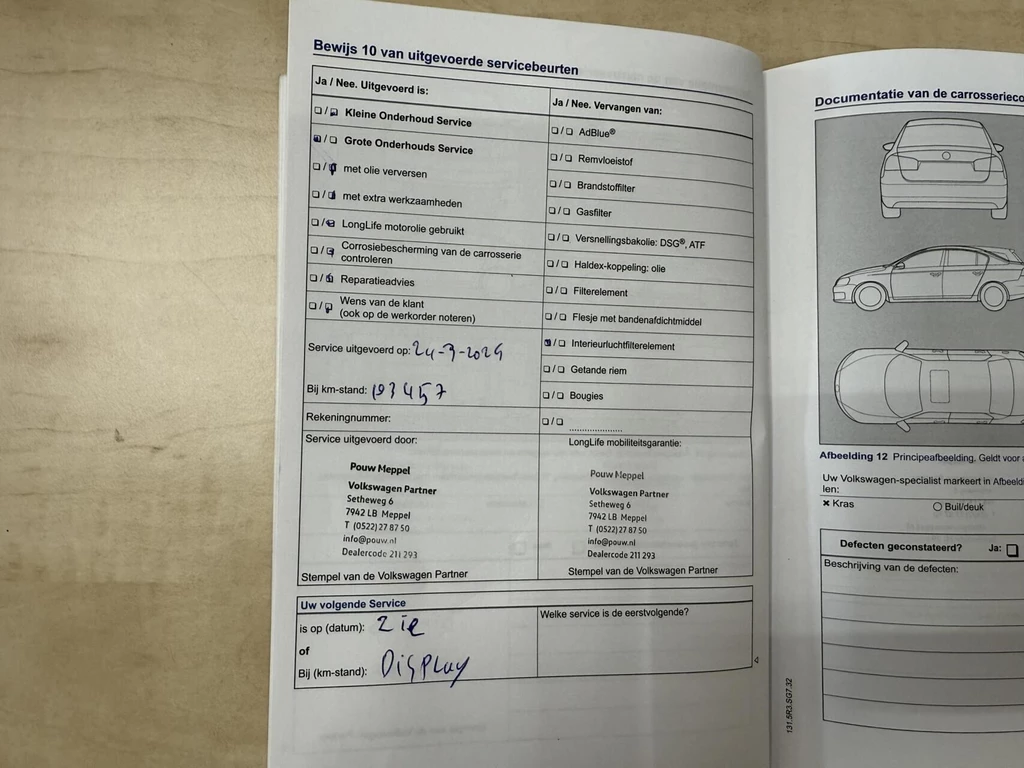 Bewijs 10 van uitgevoerde servicebeurten
Ja / Nee. Uitgevoerd is:
/ Kleine Onderhoud Service
/ Grote Onderhouds Service
/ met olie verversen
/ met extra werkzaamheden
/ LongLife motorolie gebruikt
/ Corrosiebescherming van de carrosserie
controleren
/ Reparatieadvies
/ Wens van de klant
(ook op de werkorder noteren)
Service uitgevoerd op:
Bij km-stand: 193457
Rekeningnummer:
Service uitgevoerd door:
Pouw Meppel
Volkswagen Partner
Setheweg 6
7942 LB Meppel
T (0522) 27 87 50
info@pouw.nl
Dealercode 211 293
Stempel van de Volkswagen Partner
Ja / Nee. Vervangen van:
/ AdBlue®
/ Remvloeistof
/ Brandstoffilter
/ Gasfilter
/ Versnellingsbakolie: DSG®, ATF
/ Haldex-koppeling: olie
/ Filterelement
/ Flesje met bandenafdichtmiddel
/ Interieurluchtfilterelement
/ Getande riem
/ Bougies
/ ......................
LongLife mobiliteitsgarantie:
Pouw Meppel
Volkswagen Partner
Setheweg 6
7942 LB Meppel
T (0522) 27 87 50
info@pouw.nl
Dealercode 211 293
Stempel van de Volkswagen Partner
Uw volgende Service
is op (datum): Zie
of
Bij (km-stand): Display
Welke service is de eerstvolgende?
131.5R3.SG7.32
Documentatie van de carrosserieco
Afbeelding 12 Principeafbeelding. Geldt voor a
Uw Volkswagen-specialist markeert in Afbeeldi
len:
× Kras
Buil/deuk
Defecten geconstateerd? Ja:
Beschrijving van de defecten: